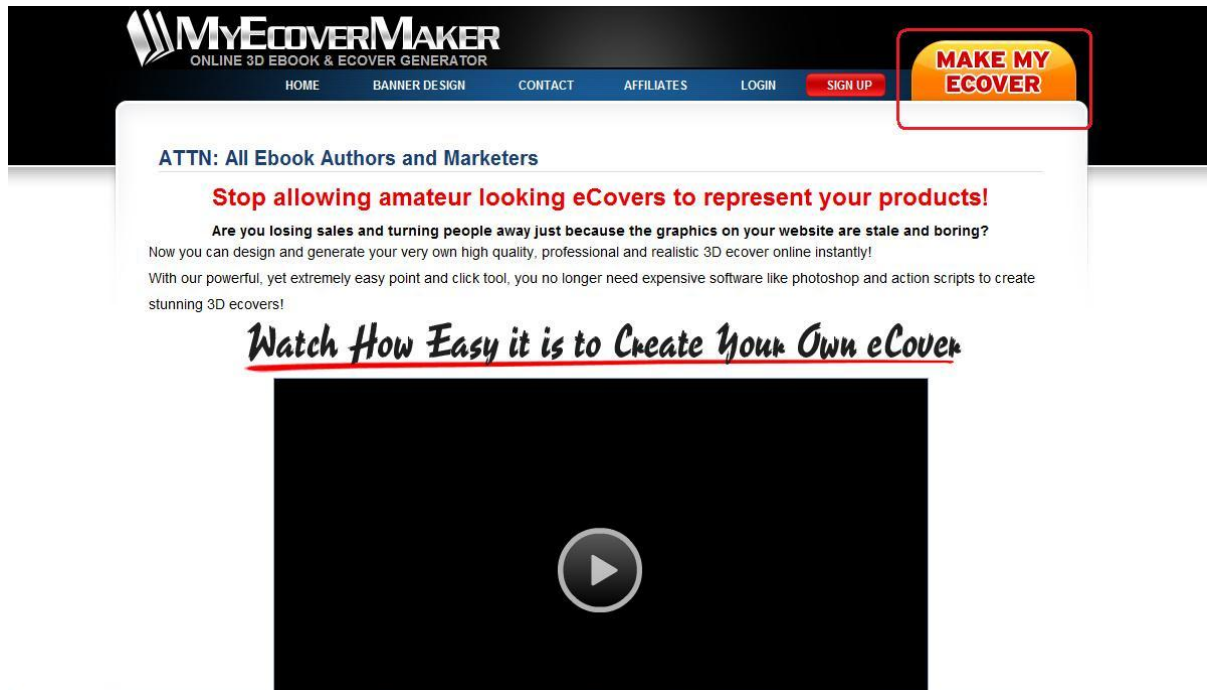 MyEcoverMaker
ONLINE 3D EBOOK & ECOVER GENERATOR
HOME BANNER DESIGN CONTACT AFFILIATES LOGIN SIGN UP
MAKE MY
ECOVER
ATTN: All Ebook Authors and Marketers
Stop allowing amateur looking eCovers to represent your products!
Are you losing sales and turning people away just because the graphics on your website are stale and boring?
Now you can design and generate your very own high quality, professional and realistic 3D ecover online instantly!
With our powerful, yet extremely easy point and click tool, you no longer need expensive software like photoshop and action scripts to create
stunning 3D ecovers!
Watch How Easy it is to Create Your Own eCover